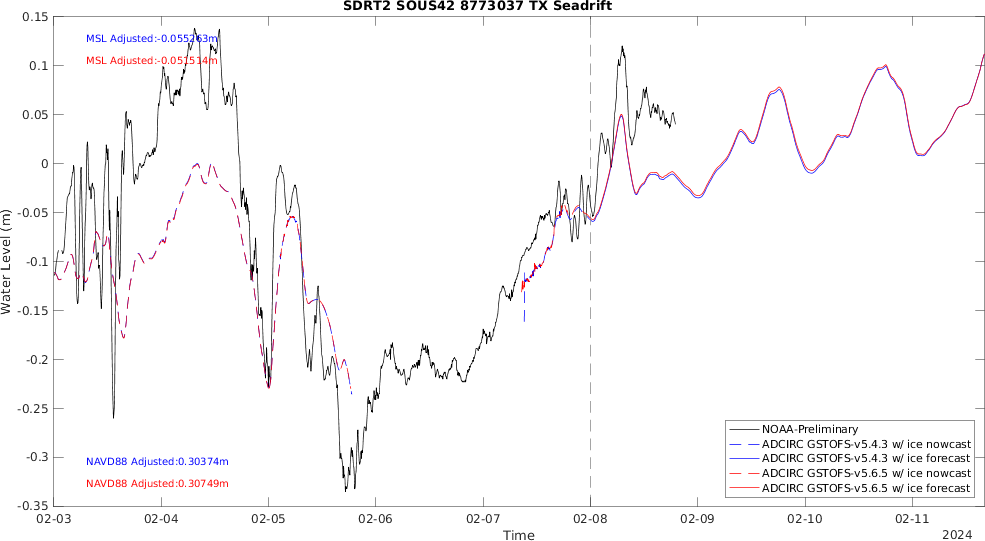 SDRT2 SOUS42 8773037 TX Seadrift
0.15
0.1
0.05
0
-0.05
-0.1
-0.15
-0.2
-0.25
-0.3
-0.35
Water Level (m)
MSL Adjusted:-0.055263m
MSL Adjusted:-0.051514m
NAVD88 Adjusted:0.30374m
NAVD88 Adjusted:0.30749m
NOAA-Preliminary
ADCIRC GSTOFS-v5.4.3 w/ ice nowcast
ADCIRC GSTOFS-v5.4.3 w/ ice forecast
ADCIRC GSTOFS-v5.6.5 w/ ice nowcast
ADCIRC GSTOFS-v5.6.5 w/ ice forecast
02-03 02-04 02-05 02-06 02-07 02-08 02-09 02-10 02-11
Time
2024